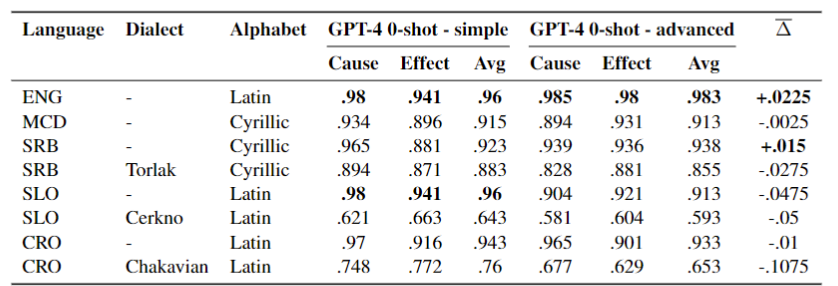 Language Dialect Alphabet GPT-4 0-shot - simple GPT-4 0-shot - advanced Δ̅
Cause Effect Avg Cause Effect Avg
ENG - Latin .98 .941 .96 .985 .98 .983 +.0225
MCD - Cyrillic .934 .896 .915 .894 .931 .913 -.0025
SRB - Cyrillic .965 .881 .923 .939 .936 .938 +.015
SRB Torlak Cyrillic .894 .871 .883 .828 .881 .855 -.0275
SLO - Latin .98 .941 .96 .904 .921 .913 -.0475
SLO Cerkno Latin .621 .663 .643 .581 .604 .593 -.05
CRO - Latin .97 .916 .943 .965 .901 .933 -.01
CRO Chakavian Latin .748 .772 .76 .677 .629 .653 -.1075